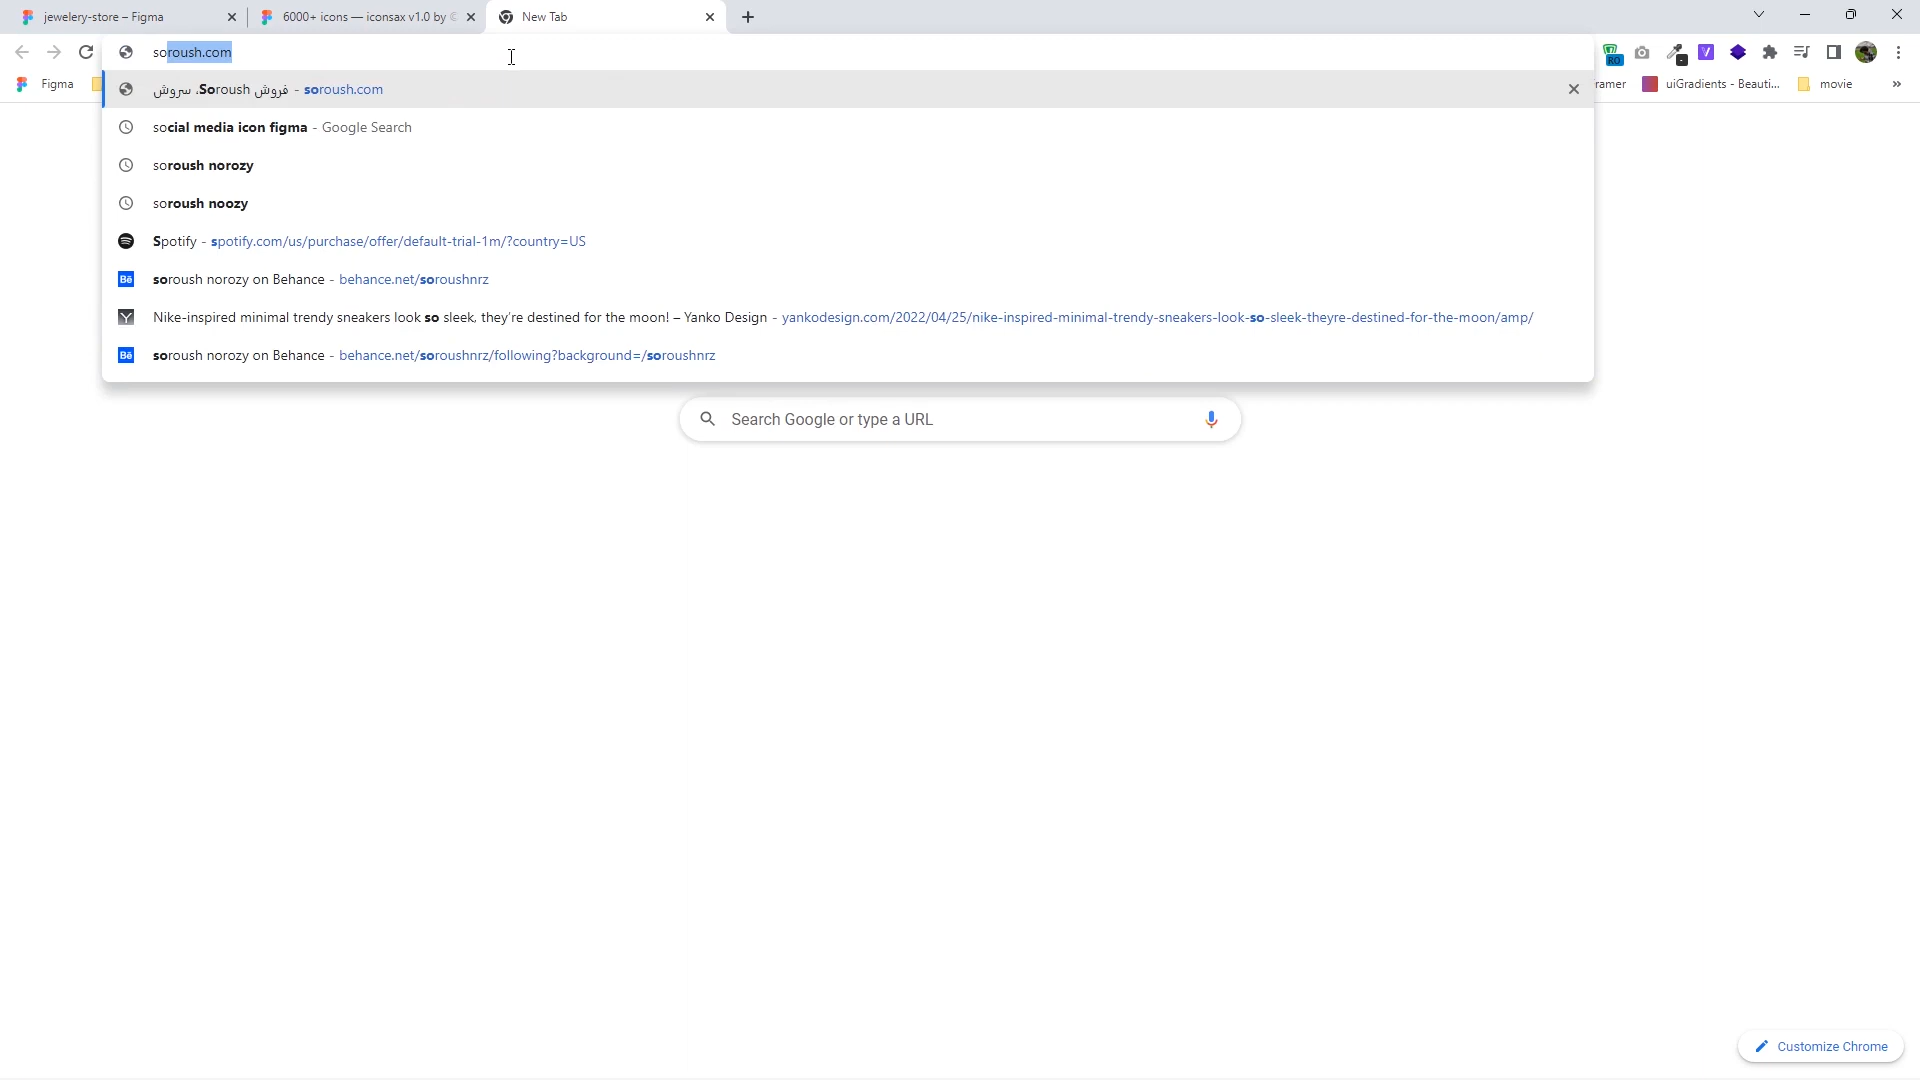 jewelery-store – Figma
6000+ icons — iconsax v1.0 by
New Tab
soroush.com
Figma
ramer
uiGradients - Beauti...
movie
»
RO
فروش Soroush، سروش - soroush.com
social media icon figma - Google Search
soroush norozy
soroush noozy
Spotify - spotify.com/us/purchase/offer/default-trial-1m/?country=US
Bē soroush norozy on Behance - behance.net/soroushnrz
Nike-inspired minimal trendy sneakers look so sleek, they’re destined for the moon! – Yanko Design - yankodesign.com/2022/04/25/nike-inspired-minimal-trendy-sneakers-look-so-sleek-theyre-destined-for-the-moon/amp/
Bē soroush norozy on Behance - behance.net/soroushnrz/following?background=/soroushnrz
Search Google or type a URL
Customize Chrome